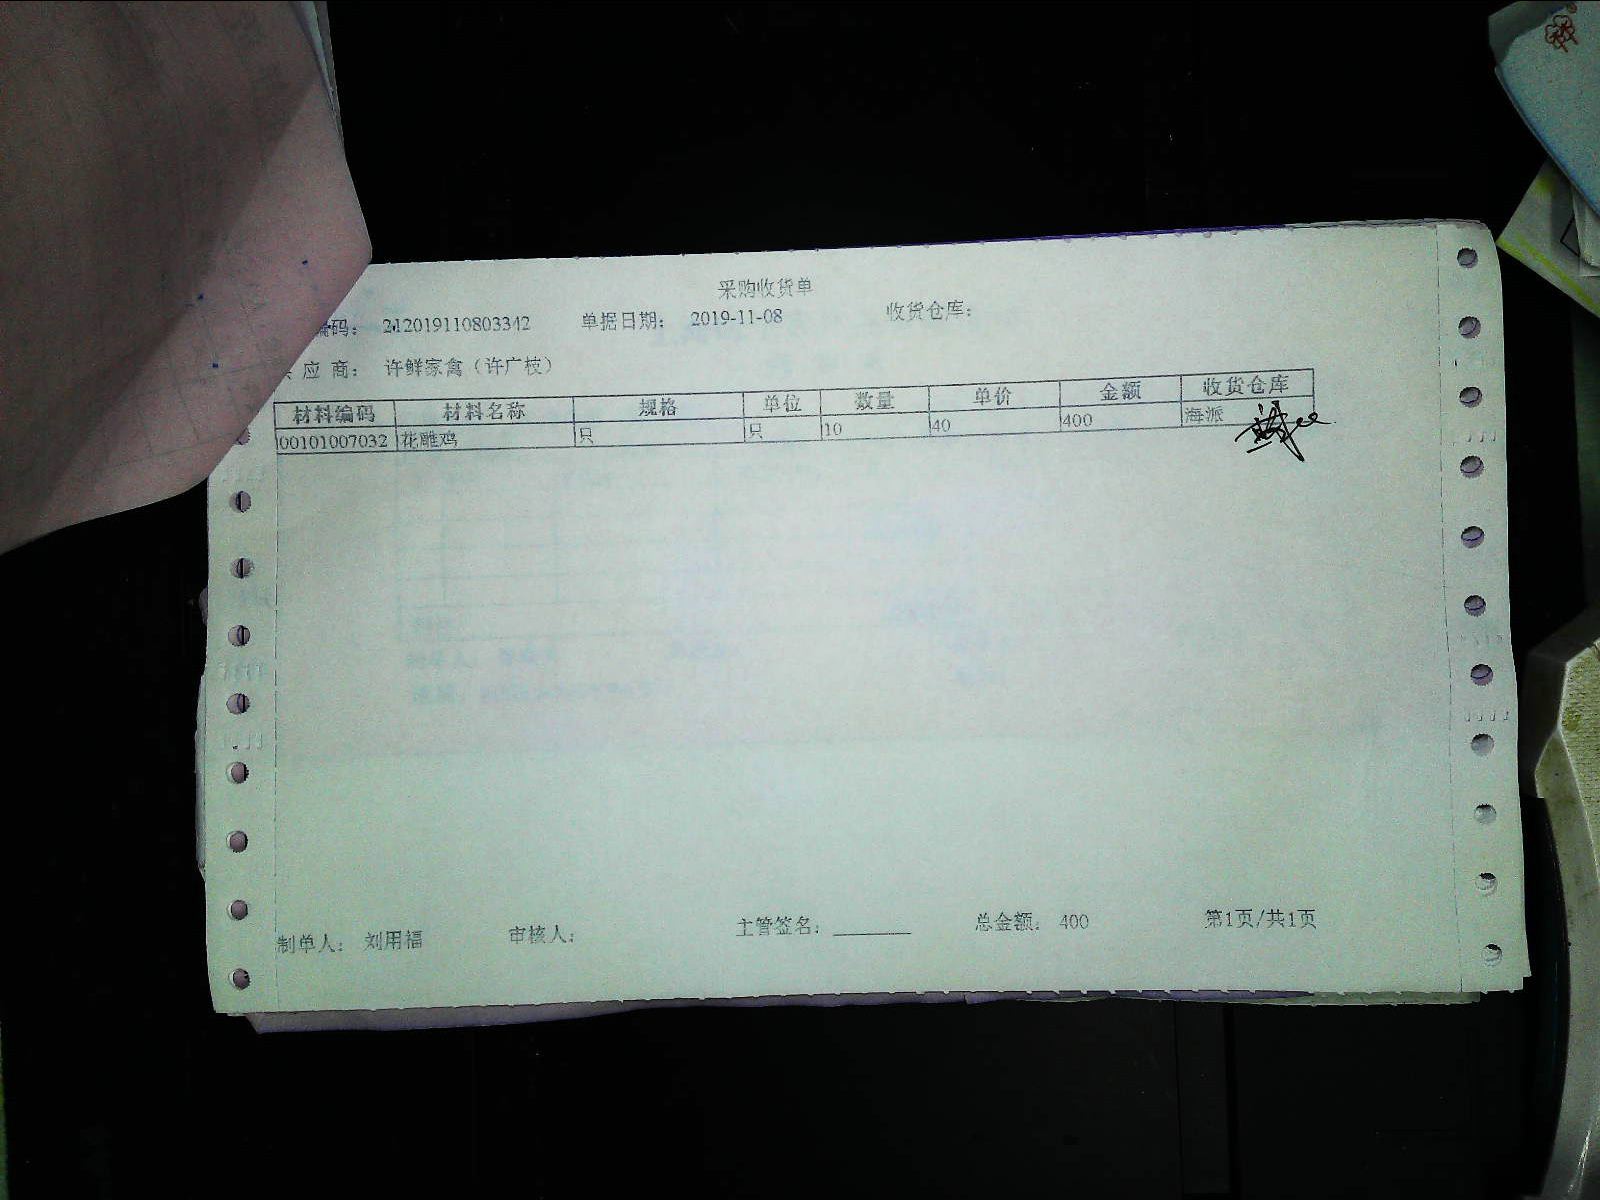 采购收货单
编码： 212019110803342 单据日期： 2019-11-08 收货仓库：
应 商： 许鲜家禽（许广枝）
材料编码 材料名称 规格 单位 数量 单价 金额 收货仓库
00101007032 花雕鸡 只 只 10 40 400 海派
制单人： 刘用福 审核人： 主管签名： 总金额： 400 第1页/共1页